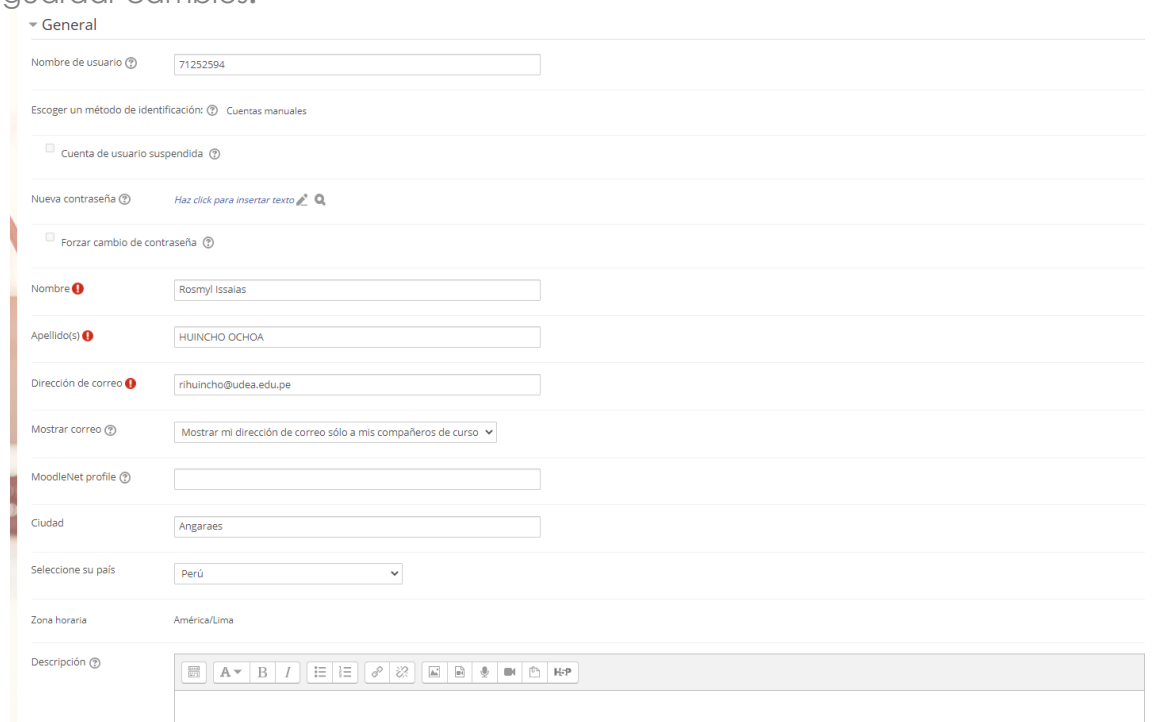 guardar cambios.
General
Nombre de usuario
71252594
Escoger un método de identificación: Cuentas manuales
Cuenta de usuario suspendida
Nueva contraseña Haz click para insertar texto
Forzar cambio de contraseña
Nombre Rosmyl Issaias
Apellido(s) HUINCHO OCHOA
Dirección de correo rihuincho@udea.edu.pe
Mostrar correo Mostrar mi dirección de correo sólo a mis compañeros de curso
MoodleNet profile
Ciudad Angaraes
Seleccione su país Perú
Zona horaria América/Lima
Descripción
A B I H-P